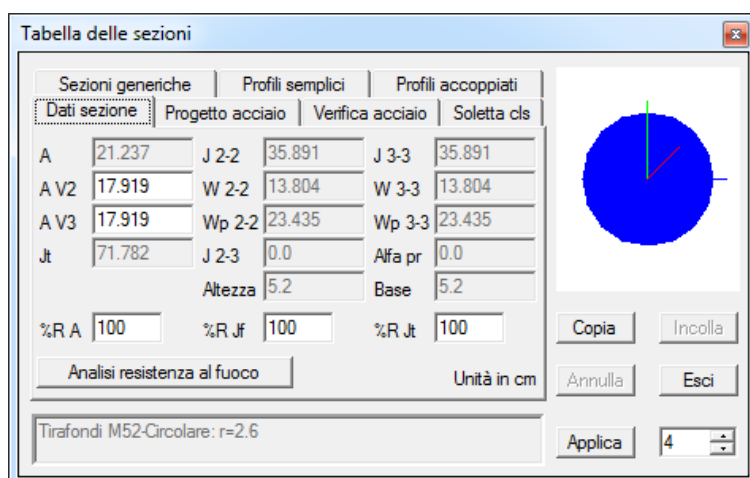 Tabella delle sezioni
Sezioni generiche Profili semplici Profili accoppiati
Dati sezione Progetto acciaio Verifica acciaio Soletta cls
A 21.237 J 2-2 35.891 J 3-3 35.891
A V2 17.919 W 2-2 13.804 W 3-3 13.804
A V3 17.919 Wp 2-2 23.435 Wp 3-3 23.435
Jt 71.782 J 2-3 0.0 Alfa pr 0.0
Altezza 5.2 Base 5.2
%R A 100 %R Jf 100 %R Jt 100
Copia Incolla
Analisi resistenza al fuoco Unità in cm
Annulla Esci
Tirafondi M52-Circolare: r=2.6
Applica 4